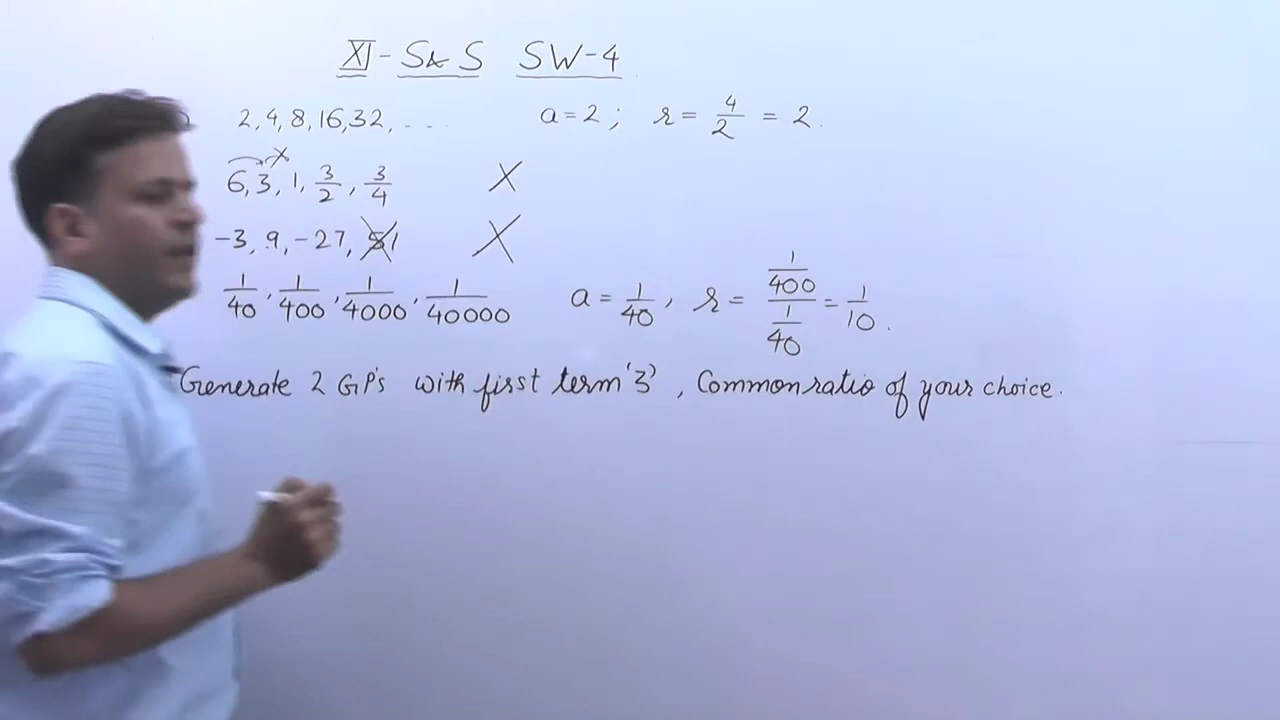 XI - S & S SW-4
2, 4, 8, 16, 32, ... a = 2 ; r = 4/2 = 2.
6, 3, 1, 3/2, 3/4 X
-3, 9, -27, 51 X
1/40, 1/400, 1/4000, 1/40000 a = 1/40, r = (1/400)/(1/40) = 1/10.
Generate 2 GP's with first term '3', Common ratio of your choice.